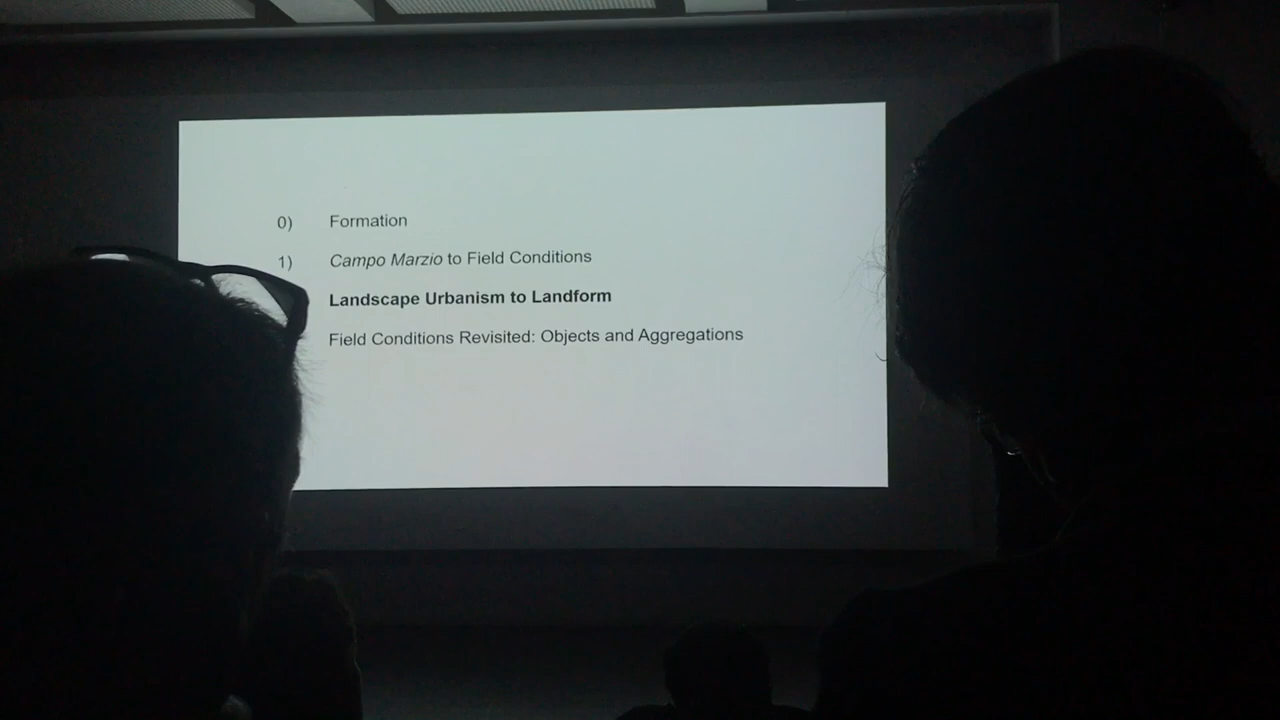 0) Formation
1) Campo Marzio to Field Conditions
Landscape Urbanism to Landform
Field Conditions Revisited: Objects and Aggregations